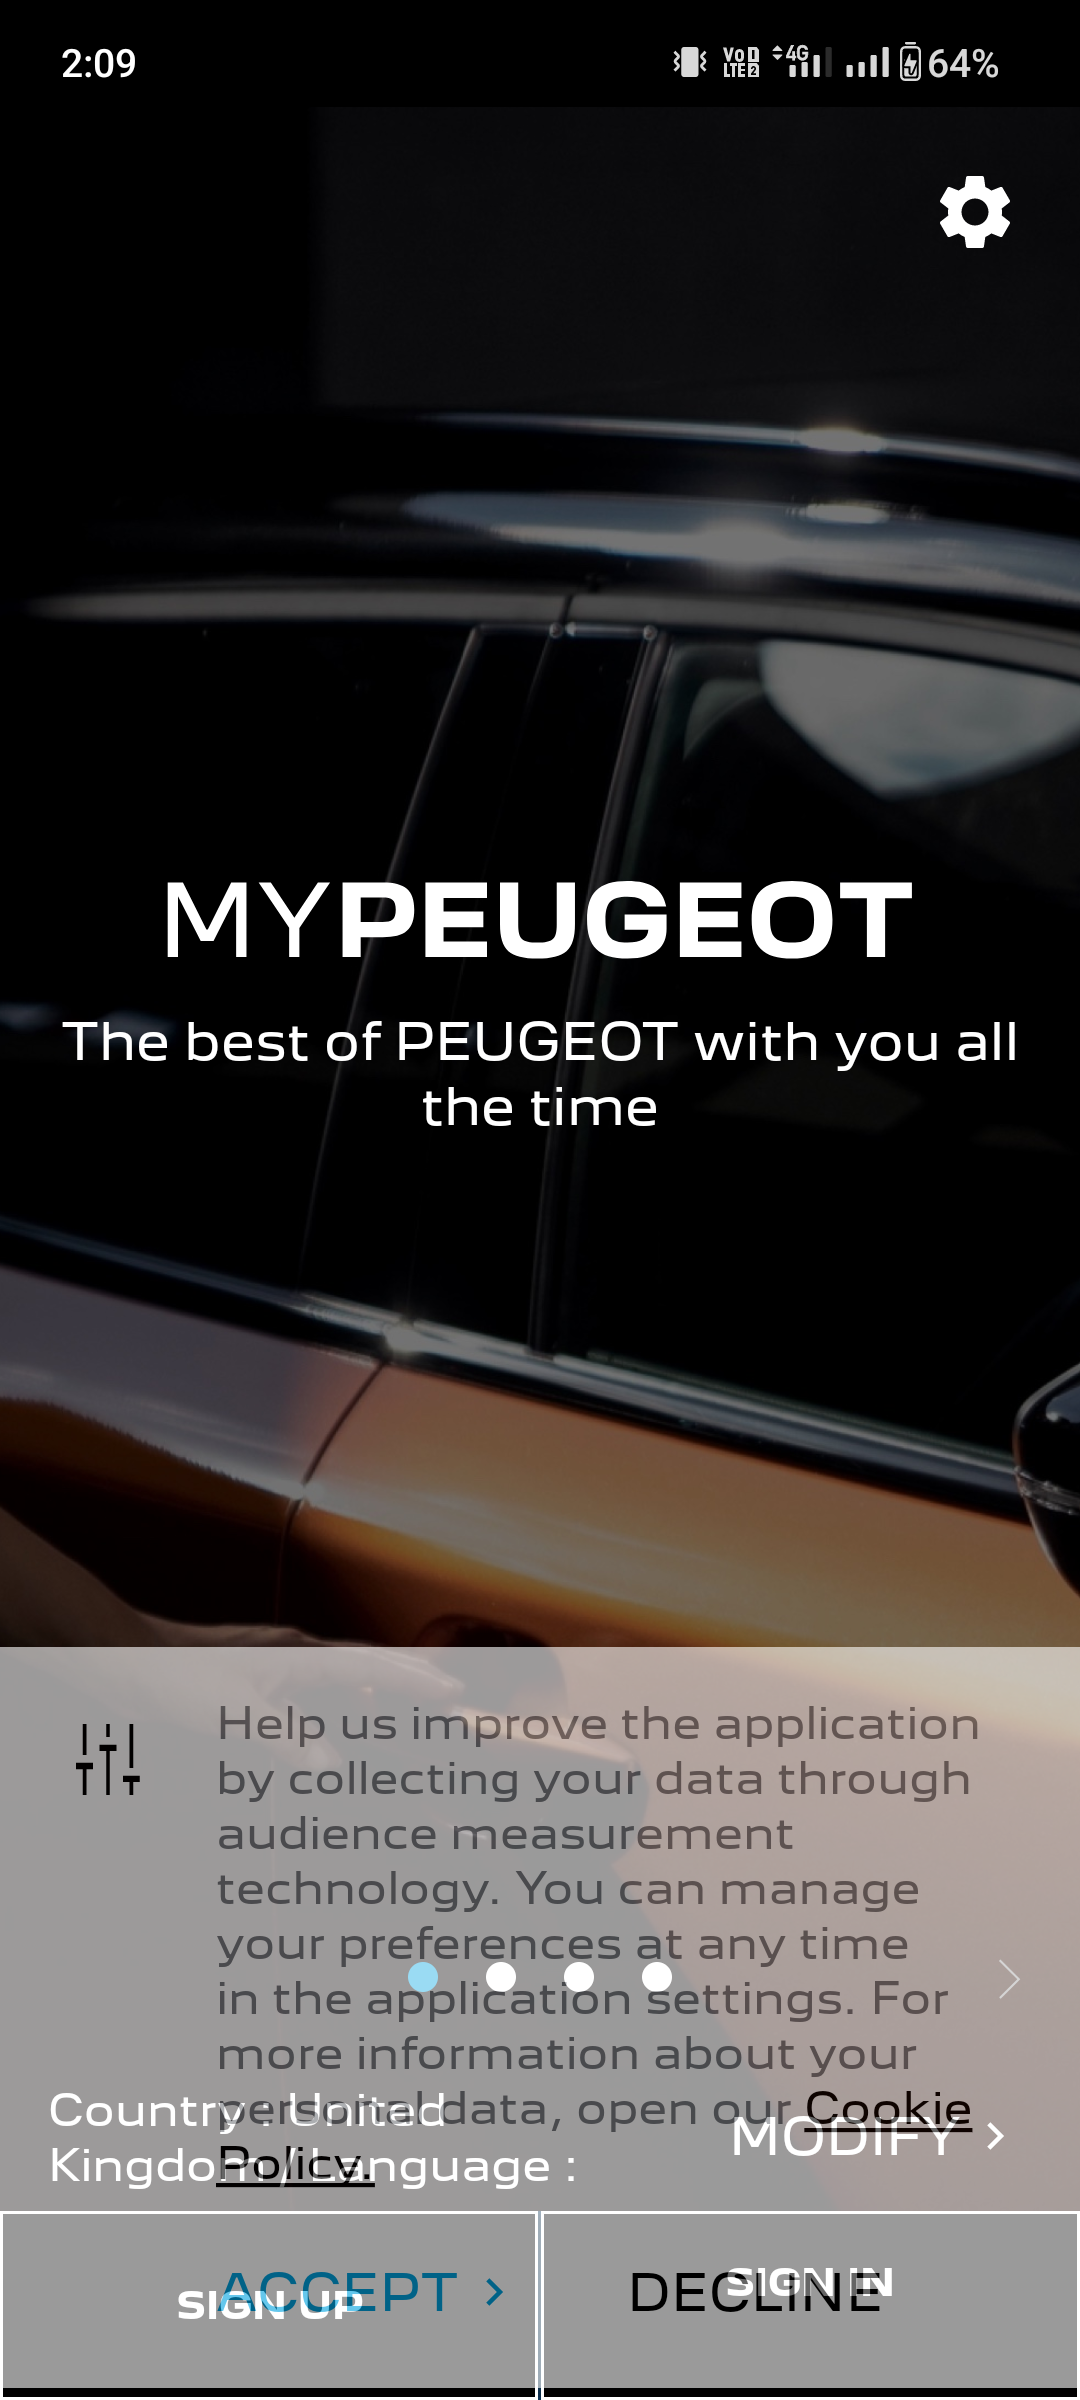 2:09
Vo 1
LTE 2
4G
64%
MYPEUGEOT
The best of PEUGEOT with you all
the time
Help us improve the application
by collecting your data through
audience measurement
technology. You can manage
your preferences at any time
in the application settings. For
more information about your
personal data, open our Cookie
Policy.
Country : United
Kingdom / Language :
MODIFY
ACCEPT
DECLINE
SIGN UP
SIGN IN